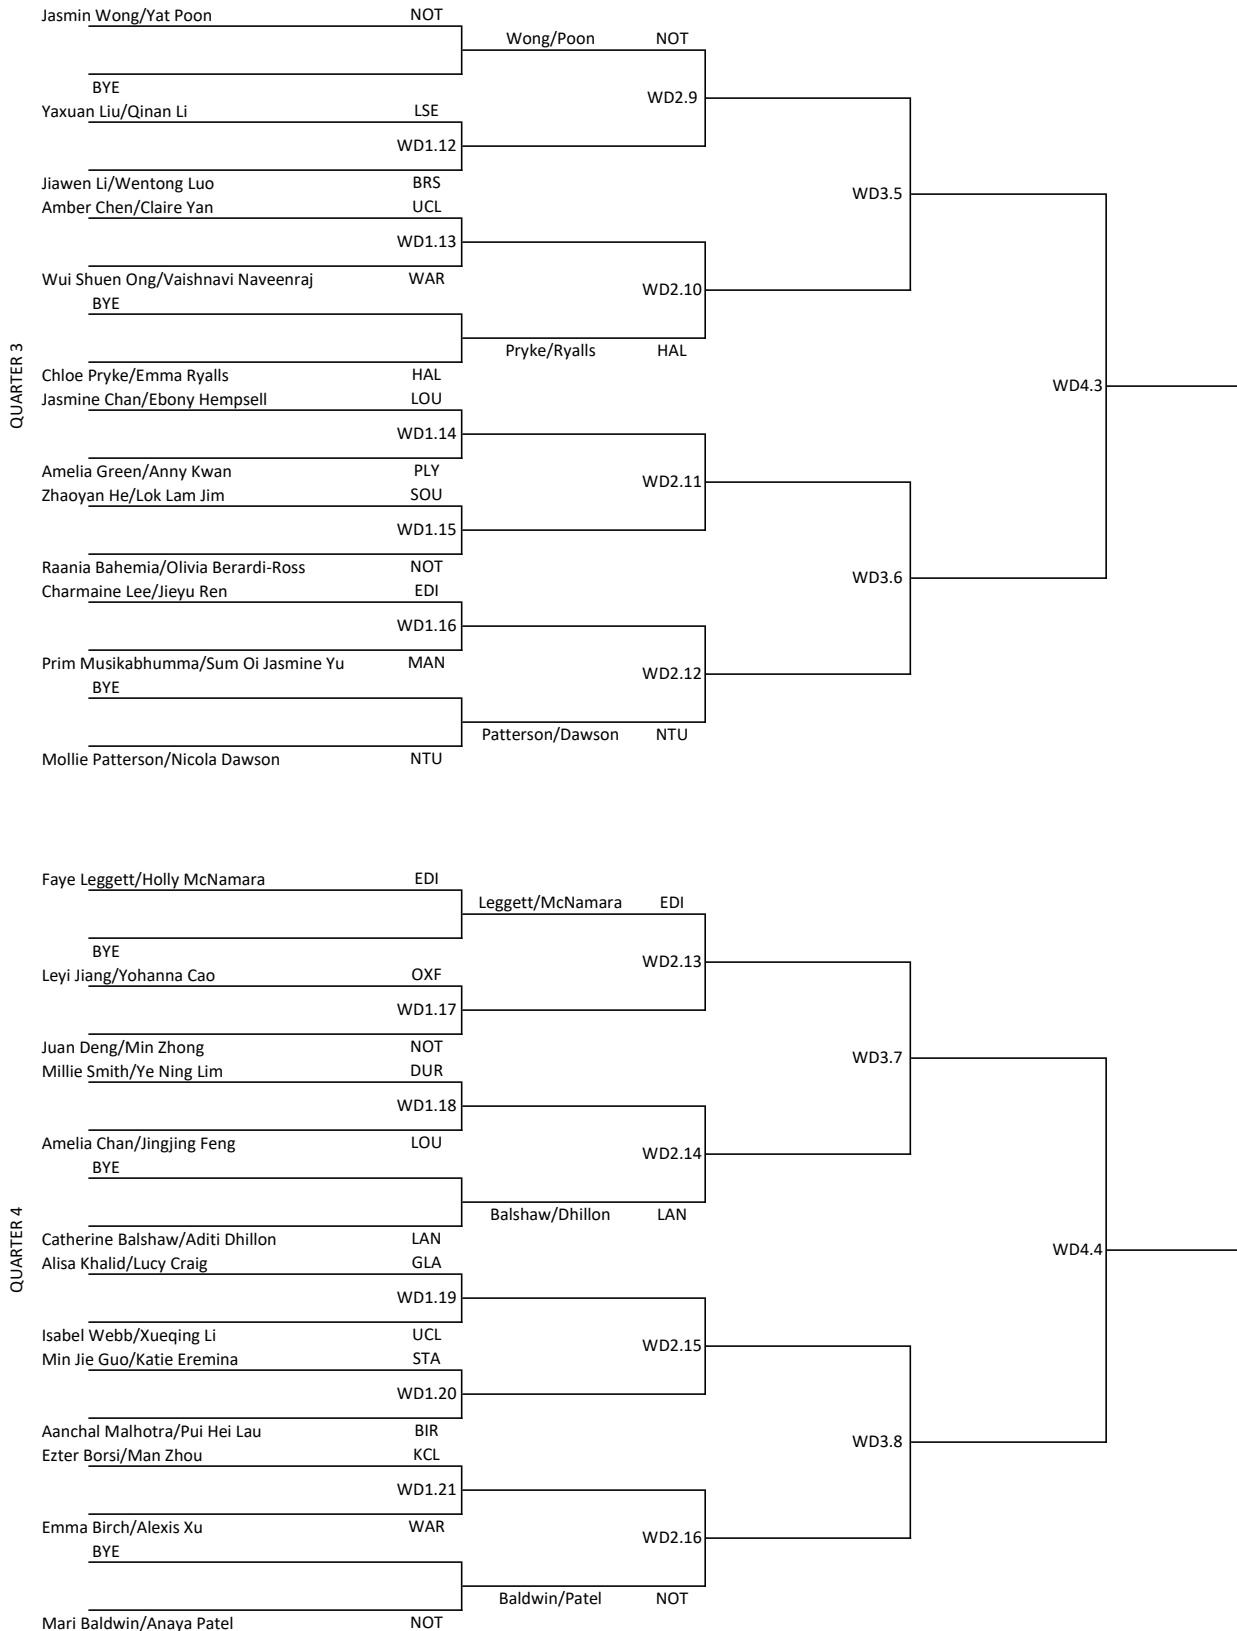 Jasmin Wong/Yat Poon NOT
Wong/Poon NOT
BYE
WD2.9
Yaxuan Liu/Qinan Li LSE
WD1.12
Jiawen Li/Wentong Luo BRS
WD3.5
Amber Chen/Claire Yan UCL
WD1.13
Wui Shuen Ong/Vaishnavi Naveenraj WAR
WD2.10
BYE
Pryke/Ryalls HAL
QUARTER 3
Chloe Pryke/Emma Ryalls HAL
WD4.3
Jasmine Chan/Ebony Hempsell LOU
WD1.14
Amelia Green/Anny Kwan PLY
WD2.11
Zhaoyan He/Lok Lam Jim SOU
WD1.15
Raania Bahemia/Olivia Berardi-Ross NOT
WD3.6
Charmaine Lee/Jieyu Ren EDI
WD1.16
Prim Musikabhumma/Sum Oi Jasmine Yu MAN
WD2.12
BYE
Patterson/Dawson NTU
Mollie Patterson/Nicola Dawson NTU
Faye Leggett/Holly McNamara EDI
Leggett/McNamara EDI
BYE
WD2.13
Leyi Jiang/Yohanna Cao OXF
WD1.17
Juan Deng/Min Zhong NOT
WD3.7
Millie Smith/Ye Ning Lim DUR
WD1.18
Amelia Chan/Jingjing Feng LOU
WD2.14
BYE
Balshaw/Dhillon LAN
QUARTER 4
Catherine Balshaw/Aditi Dhillon LAN
WD4.4
Alisa Khalid/Lucy Craig GLA
WD1.19
Isabel Webb/Xueqing Li UCL
WD2.15
Min Jie Guo/Katie Eremina STA
WD1.20
Aanchal Malhotra/Pui Hei Lau BIR
WD3.8
Ezter Borsi/Man Zhou KCL
WD1.21
Emma Birch/Alexis Xu WAR
WD2.16
BYE
Baldwin/Patel NOT
Mari Baldwin/Anaya Patel NOT